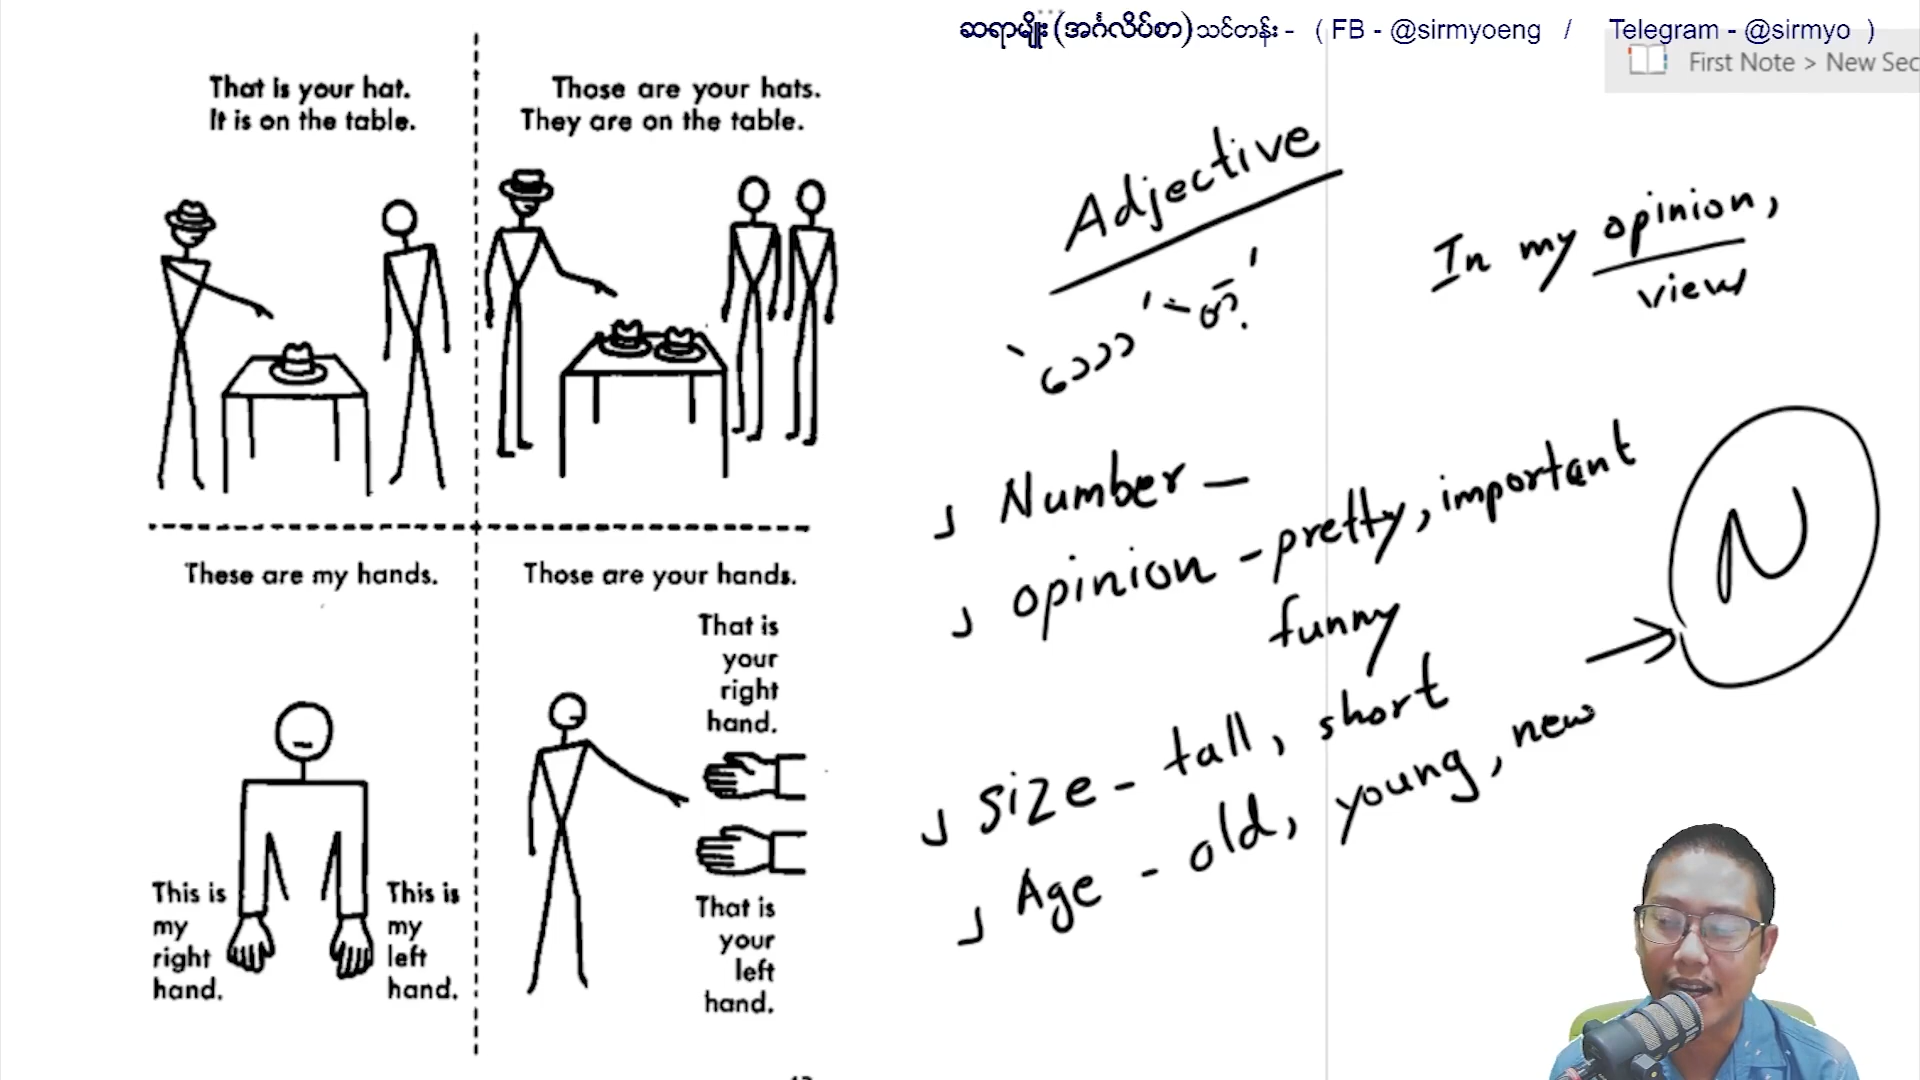 ဆရာမျိုး (အင်္ဂလိပ်စာ) သင်တန်း - ( FB - @sirmyoeng / Telegram - @sirmyo )
First Note > New Sec
That is your hat.
It is on the table.
Those are your hats.
They are on the table.
These are my hands.
This is
my
right
hand.
This is
my
left
hand.
Those are your hands.
That is
your
right
hand.
That is
your
left
hand.
Adjective
In my opinion,
view
Number -
opinion - pretty, important
funny
size - tall, short
Age - old, young, new
N